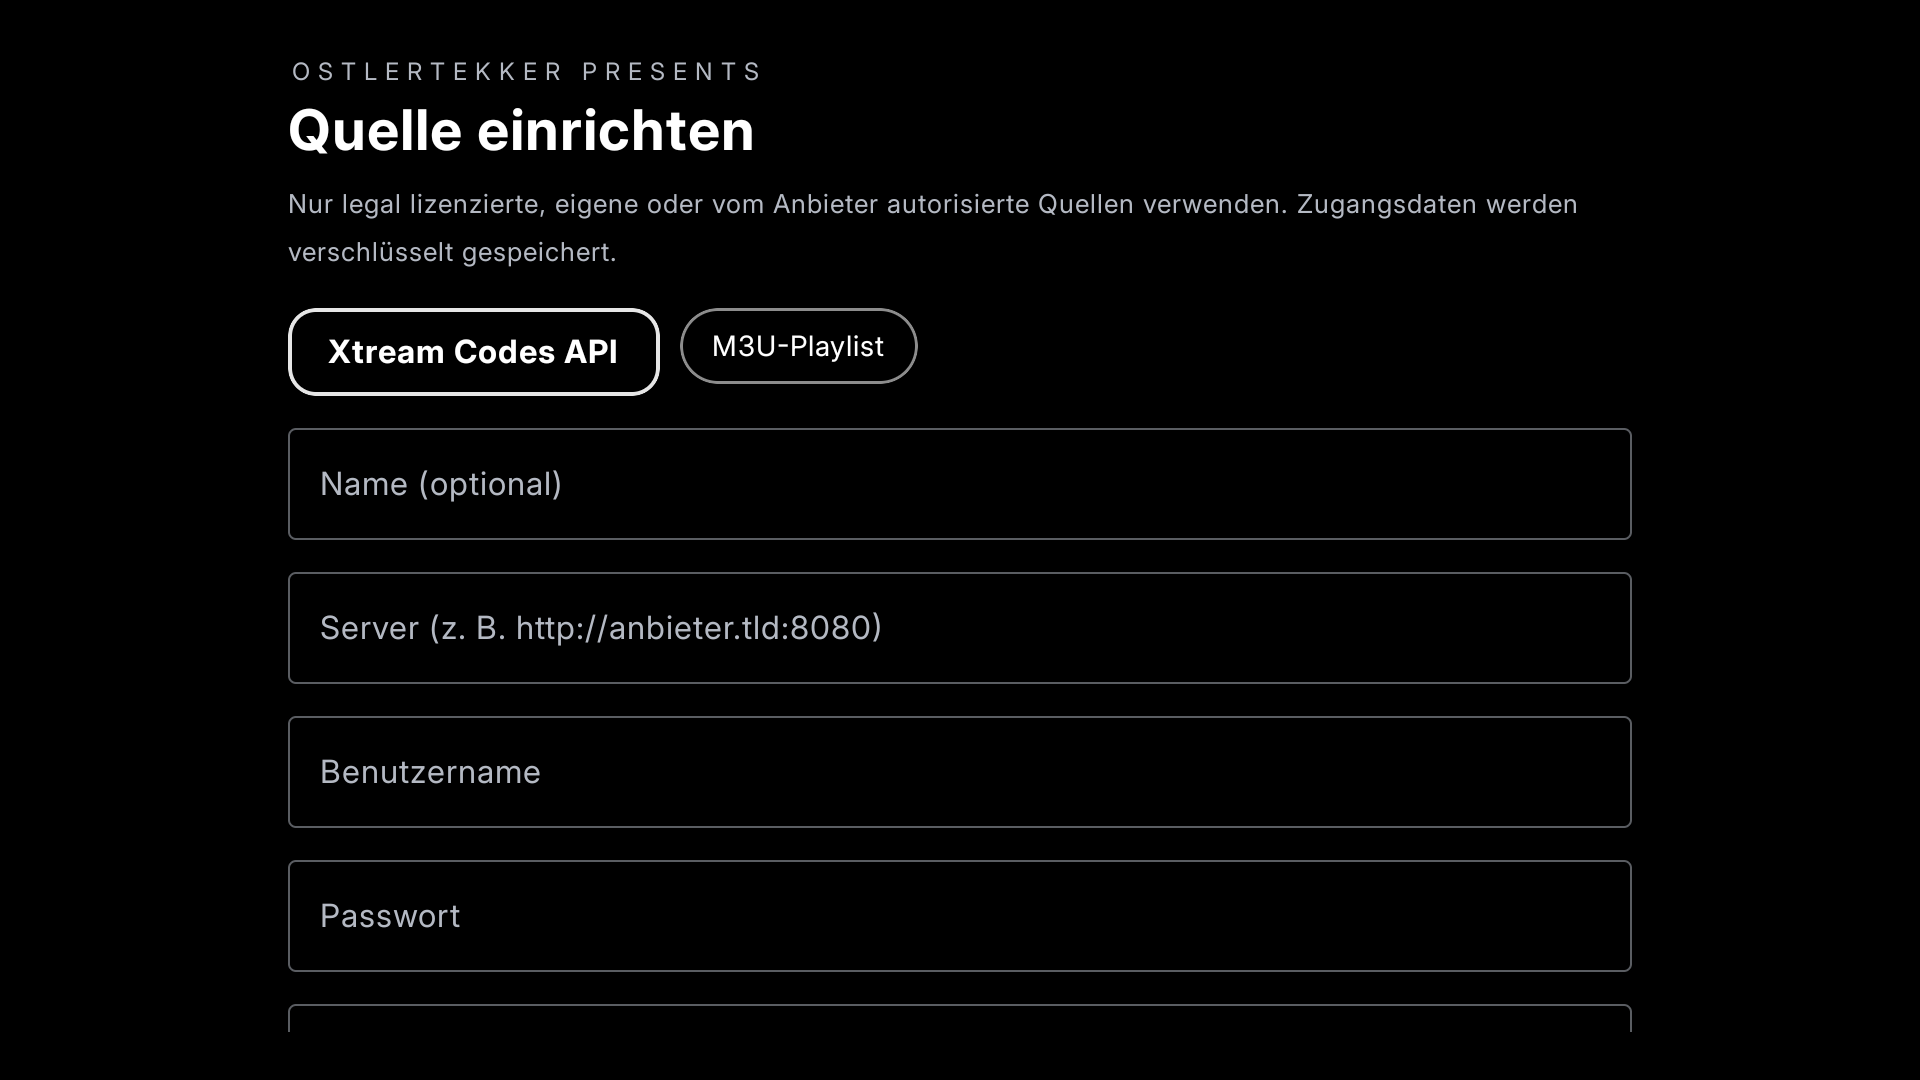 OSTLERTEKKER PRESENTS
Quelle einrichten
Nur legal lizenzierte, eigene oder vom Anbieter autorisierte Quellen verwenden. Zugangsdaten werden
verschlüsselt gespeichert.
Xtream Codes API
M3U-Playlist
Name (optional)
Server (z. B. http://anbieter.tld:8080)
Benutzername
Passwort